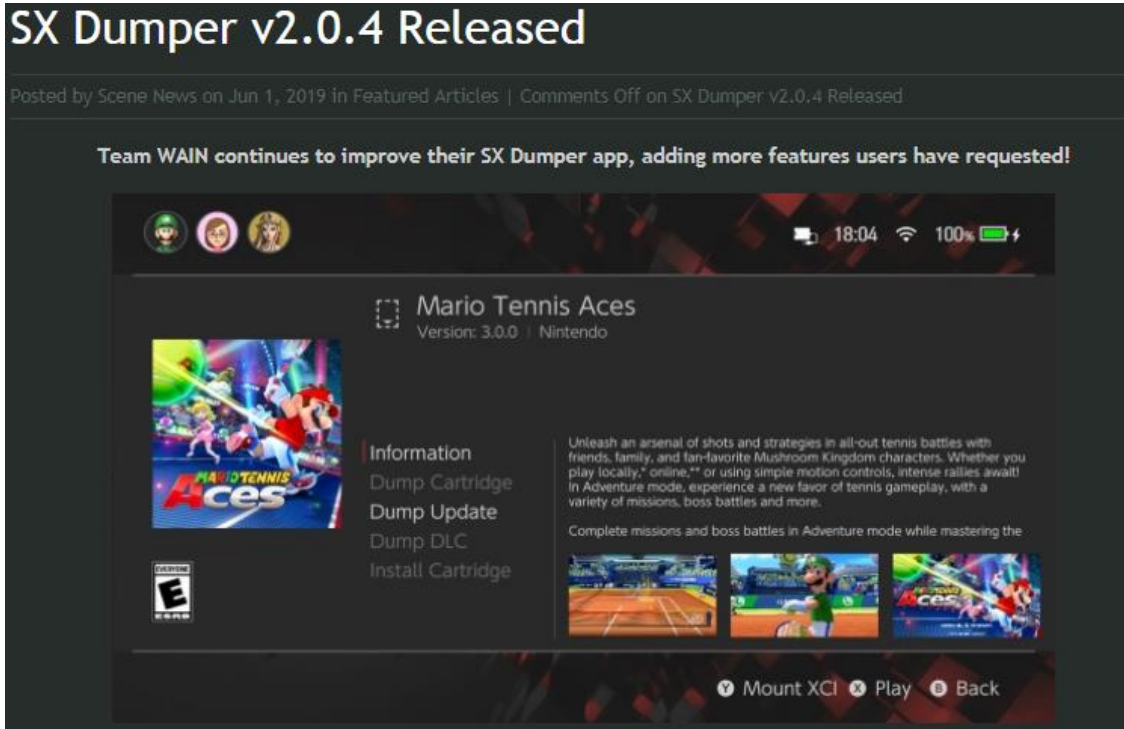 SX Dumper v2.0.4 Released
Posted by Scene News on Jun 1, 2019 in Featured Articles | Comments Off on SX Dumper v2.0.4 Released
Team WAIN continues to improve their SX Dumper app, adding more features users have requested!
18:04 100%
Mario Tennis Aces
Version: 3.0.0 | Nintendo
MARIO TENNIS
Aces
Information
Dump Cartridge
Dump Update
Dump DLC
Install Cartridge
Unleash an arsenal of shots and strategies in all-out tennis battles with
friends, family, and fan-favorite Mushroom Kingdom characters. Whether you
play locally,* online,** or using simple motion controls, intense rallies await!
In Adventure mode, experience a new favor of tennis gameplay, with a
variety of missions, boss battles and more.
Complete missions and boss battles in Adventure mode while mastering the
EVERYONE
E
ESRB
Aces
Y Mount XCI X Play B Back